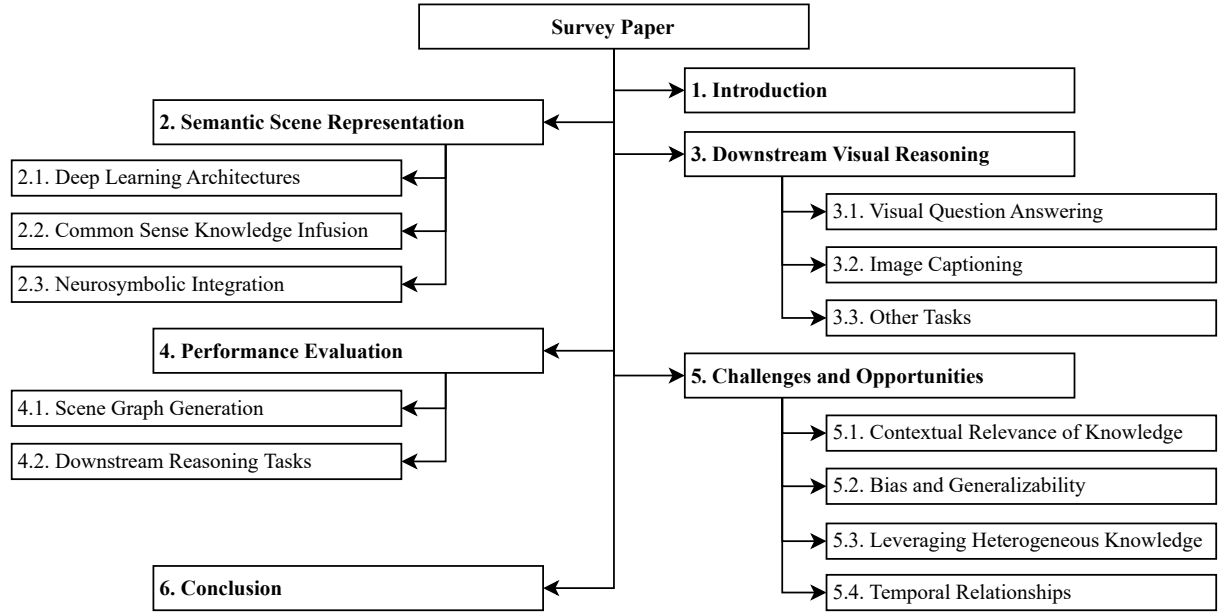 Survey Paper
1. Introduction
2. Semantic Scene Representation
2.1. Deep Learning Architectures
2.2. Common Sense Knowledge Infusion
2.3. Neurosymbolic Integration
3. Downstream Visual Reasoning
3.1. Visual Question Answering
3.2. Image Captioning
3.3. Other Tasks
4. Performance Evaluation
4.1. Scene Graph Generation
4.2. Downstream Reasoning Tasks
5. Challenges and Opportunities
5.1. Contextual Relevance of Knowledge
5.2. Bias and Generalizability
5.3. Leveraging Heterogeneous Knowledge
5.4. Temporal Relationships
6. Conclusion